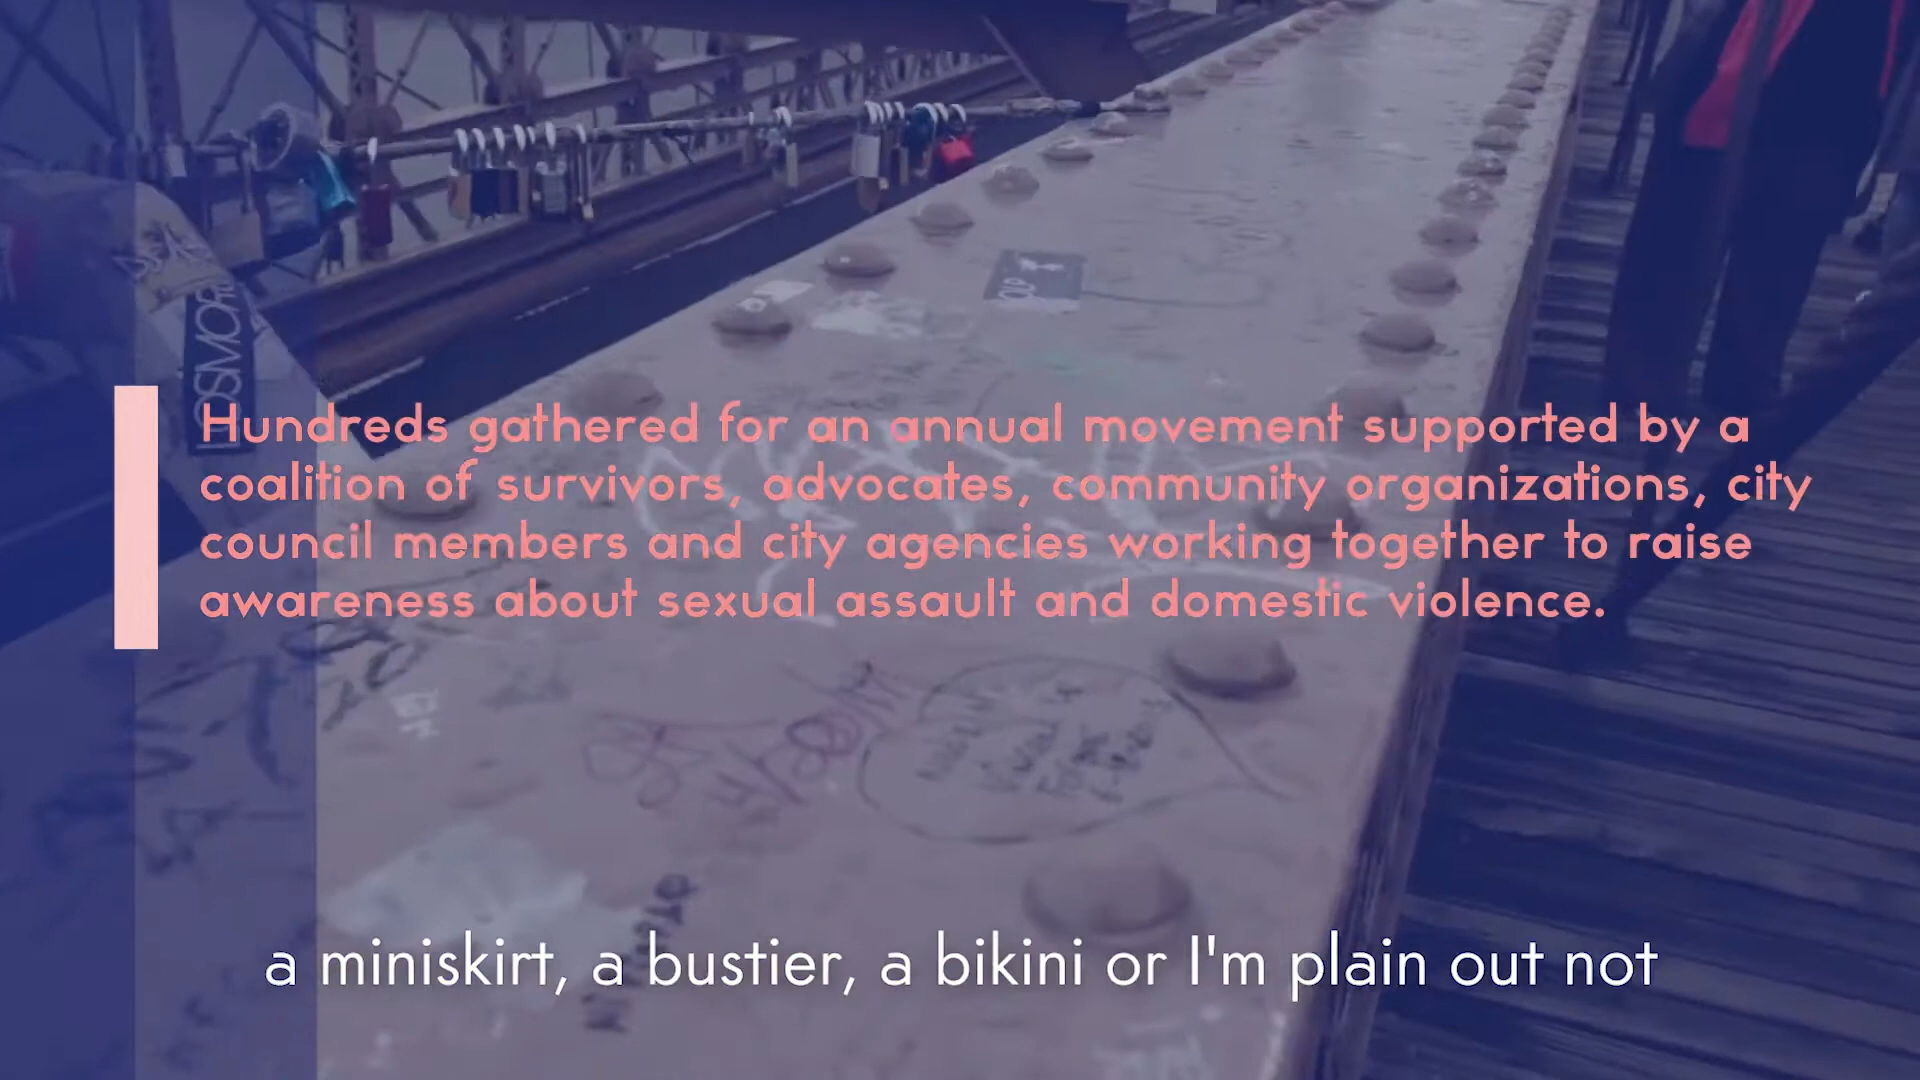 Hundreds gathered for an annual movement supported by a
coalition of survivors, advocates, community organizations, city
council members and city agencies working together to raise
awareness about sexual assault and domestic violence.
a miniskirt, a bustier, a bikini or I'm plain out not